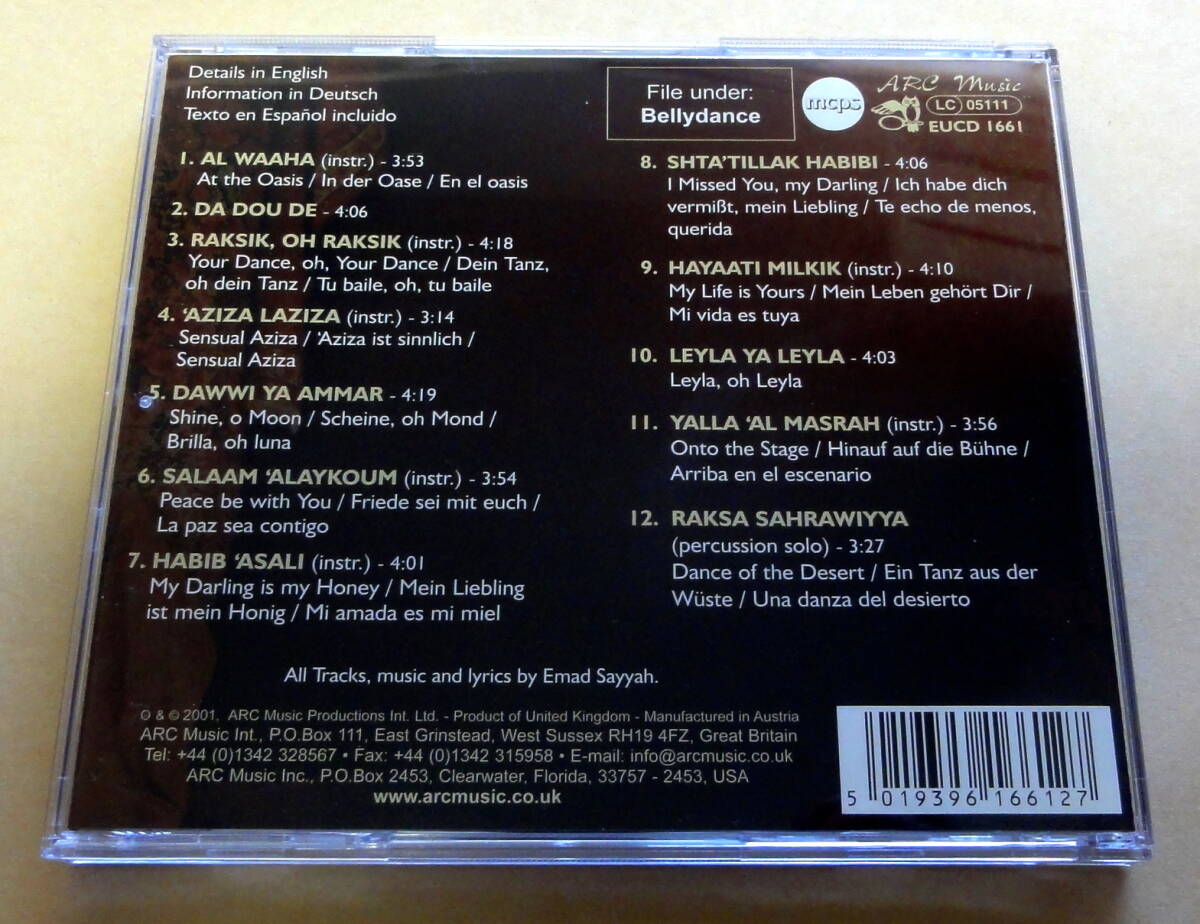 Details in English
Information in Deutsch
Texto en Español incluido
File under:
Bellydance
mcps
ARC Music
LC 05111
EUCD 1661
1. AL WAAHA (instr.) - 3:53
At the Oasis / In der Oase / En el oasis
2. DA DOU DE - 4:06
3. RAKSIK, OH RAKSIK (instr.) - 4:18
Your Dance, oh, Your Dance / Dein Tanz,
oh dein Tanz / Tu baile, oh, tu baile
4. ‘AZIZA LAZIZA (instr.) - 3:14
Sensual Aziza / ‘Aziza ist sinnlich /
Sensual Aziza
5. DAWWI YA AMMAR - 4:19
Shine, o Moon / Scheine, oh Mond /
Brilla, oh luna
6. SALAAM ‘ALAYKOUM (instr.) - 3:54
Peace be with You / Friede sei mit euch /
La paz sea contigo
7. HABIB ‘ASALI (instr.) - 4:01
My Darling is my Honey / Mein Liebling
ist mein Honig / Mi amada es mi miel
8. SHTA’TILLAK HABIBI - 4:06
I Missed You, my Darling / Ich habe dich
vermißt, mein Liebling / Te echo de menos,
querida
9. HAYAATI MILKIK (instr.) - 4:10
My Life is Yours / Mein Leben gehört Dir /
Mi vida es tuya
10. LEYLA YA LEYLA - 4:03
Leyla, oh Leyla
11. YALLA ‘AL MASRAH (instr.) - 3:56
Onto the Stage / Hinauf auf die Bühne /
Arriba en el escenario
12. RAKSA SAHRAWIYYA
(percussion solo) - 3:27
Dance of the Desert / Ein Tanz aus der
Wüste / Una danza del desierto
All Tracks, music and lyrics by Emad Sayyah.
℗ & © 2001, ARC Music Productions Int. Ltd. - Product of United Kingdom - Manufactured in Austria
ARC Music Int., P.O.Box 111, East Grinstead, West Sussex RH19 4FZ, Great Britain
Tel: +44 (0)1342 328567 • Fax: +44 (0)1342 315958 • E-mail: info@arcmusic.co.uk
ARC Music Inc., P.O.Box 2453, Clearwater, Florida, 33757 - 2453, USA
www.arcmusic.co.uk
5 019396 166127